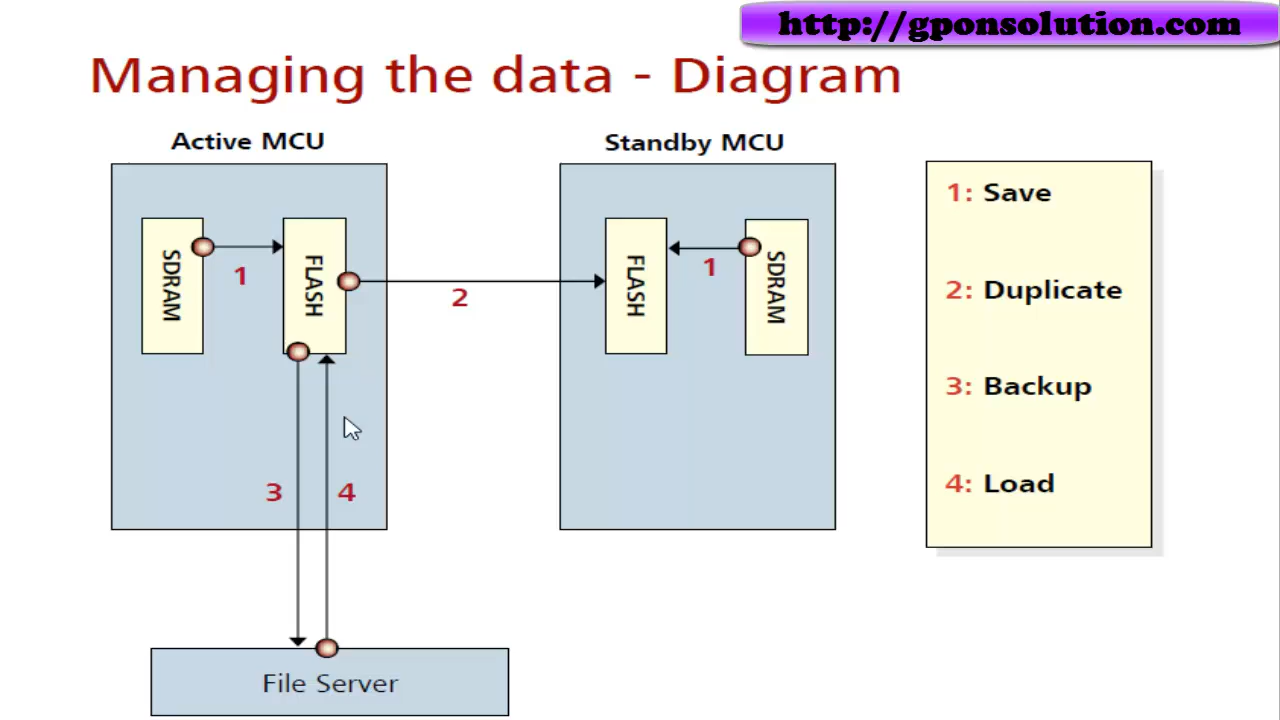 http://gponsolution.com
Managing the data - Diagram
Active MCU
Standby MCU
SDRAM
1
FLASH
2
FLASH
1
SDRAM
3
4
File Server
1: Save
2: Duplicate
3: Backup
4: Load